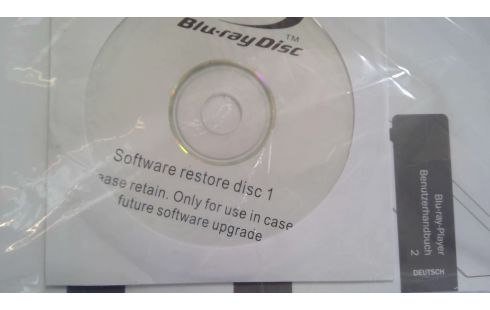 Blu-ray Disc
TM
Software restore disc 1
ease retain. Only for use in case
future software upgrade
Blu-ray-Player
Benutzerhandbuch
2
DEUTSCH